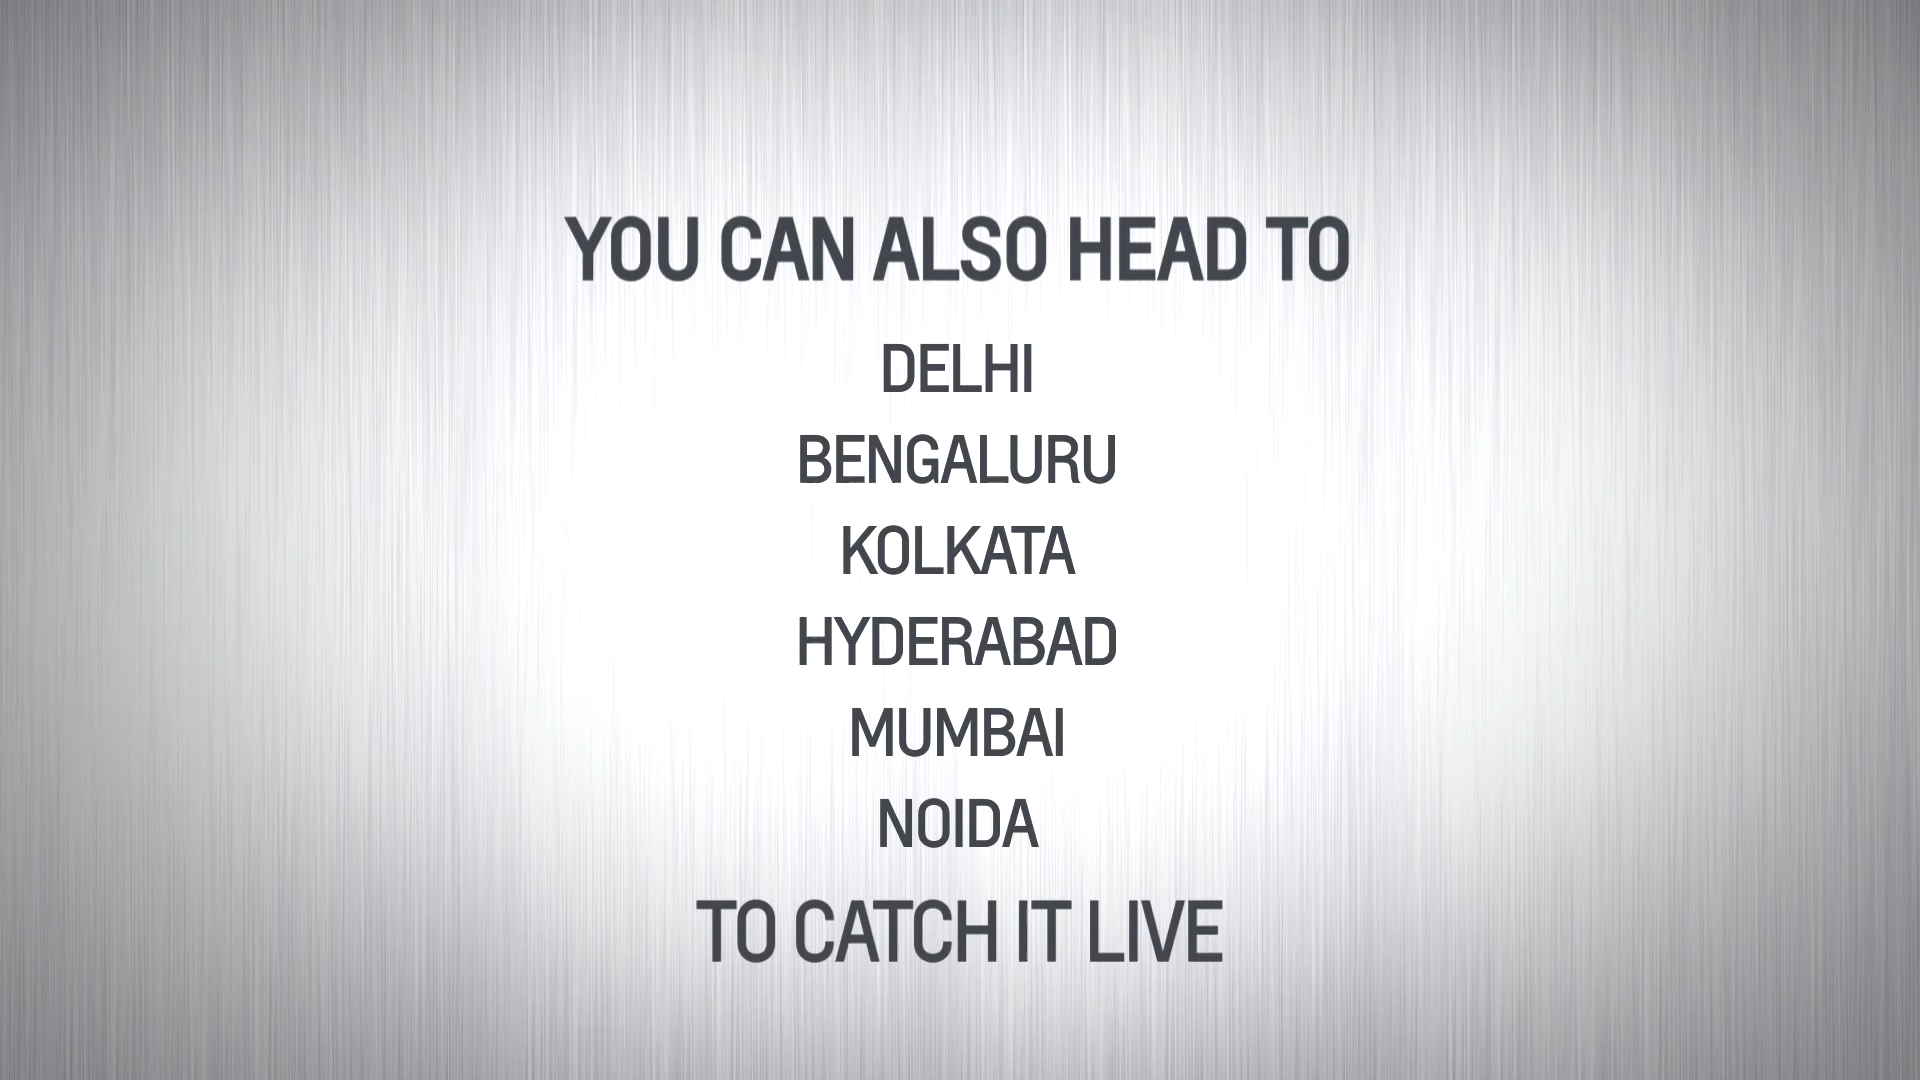 YOU CAN ALSO HEAD TO
DELHI
BENGALURU
KOLKATA
HYDERABAD
MUMBAI
NOIDA
TO CATCH IT LIVE